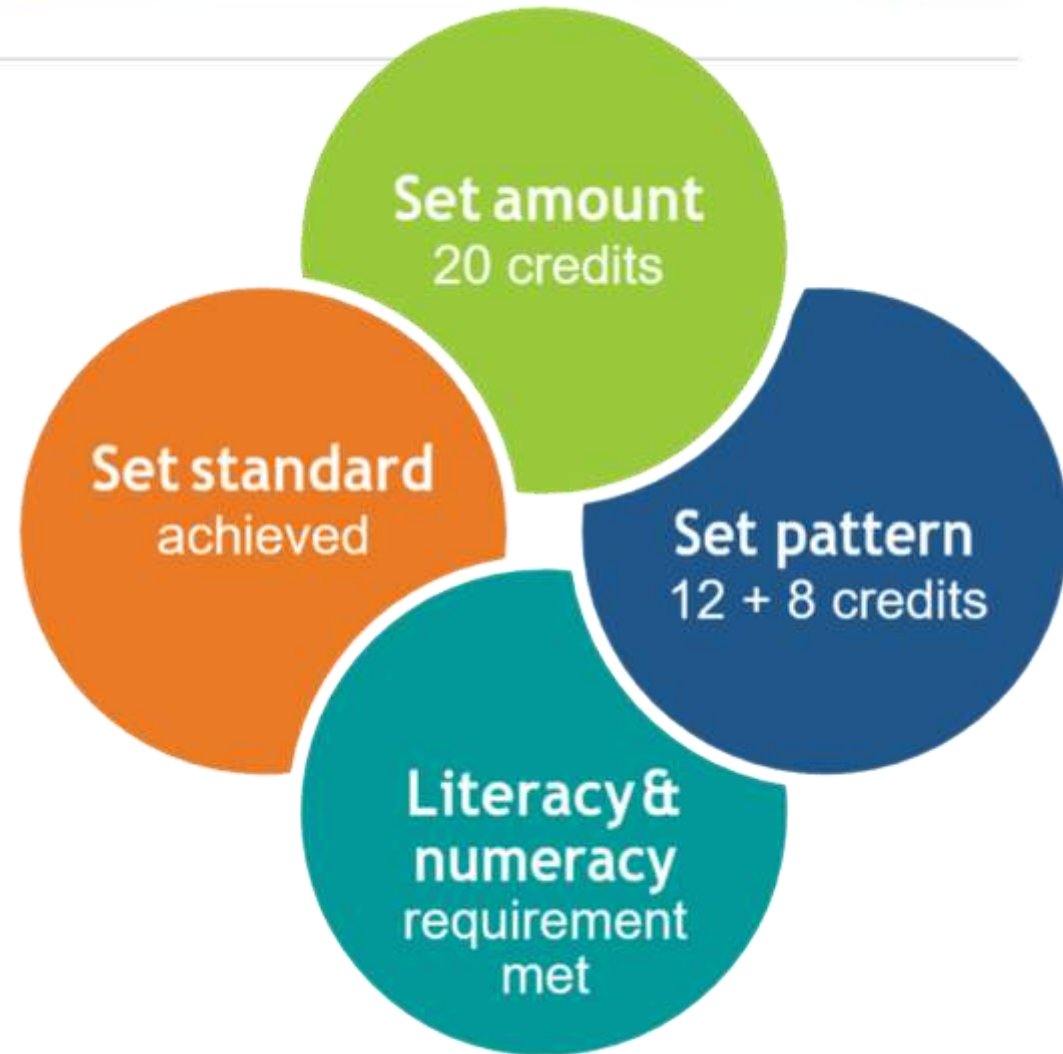 Set amount
20 credits
Set standard
achieved
Set pattern
12 + 8 credits
Literacy &
numeracy
requirement
met